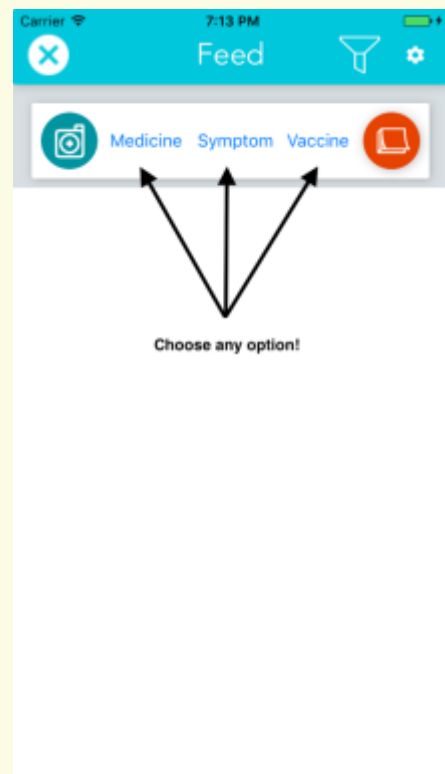 Carrier 7:13 PM
Feed
Medicine Symptom Vaccine
Choose any option!